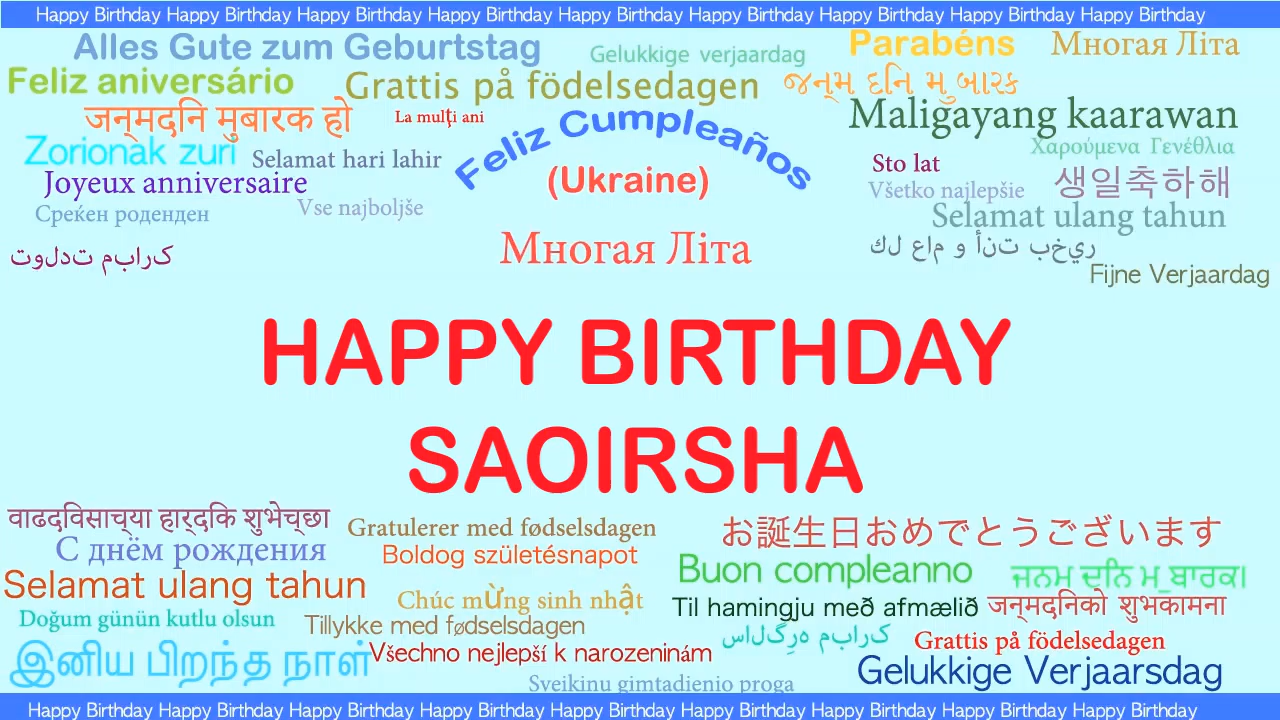 Happy Birthday Happy Birthday Happy Birthday Happy Birthday Happy Birthday Happy Birthday Happy Birthday Happy Birthday Happy Birthday
Alles Gute zum Geburtstag
Gelukkige verjaardag
Parabéns
Многая Літа
Feliz aniversário
Grattis på födelsedagen
જન્મ દિન મુબારક
जन्मदिन मुबारक हो
La mulţi ani
Feliz Cumpleaños
Maligayang kaarawan
Zorionak zuri
Selamat hari lahir
(Ukraine)
Sto lat
Χαρούμενα Γενέθλια
Joyeux anniversaire
Všetko najlepšie
생일축하해
Среќен роденден
Vse najboljše
Selamat ulang tahun
تولدت مبارک
Многая Літа
كل عام و أنت بخير
Fijne Verjaardag
HAPPY BIRTHDAY
SAOIRSHA
वाढदिवसाच्या हार्दिक शुभेच्छा
Gratulerer med fødselsdagen
お誕生日おめでとうございます
С днём рождения
Boldog születésnapot
Buon compleanno
ਜਨਮ ਦਿਨ ਮੁਬਾਰਕ।
Selamat ulang tahun
Chúc mừng sinh nhật
Til hamingju með afmælið
जन्मदिनको शुभकामना
Doğum günün kutlu olsun
Tillykke med fødselsdagen
سالگرہ مبارک
Grattis på födelsedagen
இனிய பிறந்த நாள்
Všechno nejlepší k narozeninám
Gelukkige Verjaarsdag
Sveikinu gimtadienio proga
Happy Birthday Happy Birthday Happy Birthday Happy Birthday Happy Birthday Happy Birthday Happy Birthday Happy Birthday Happy Birthday